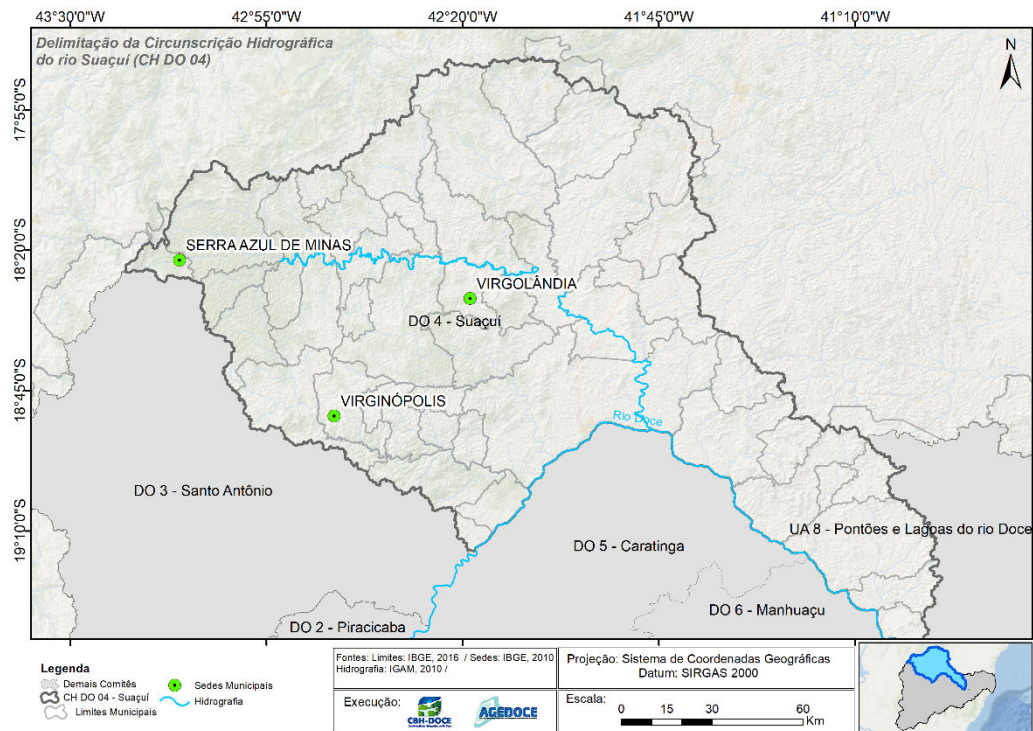 43°30'0"W
42°55'0"W
42°20'0"W
41°45'0"W
41°10'0"W
Delimitação da Circunscrição Hidrográfica
do rio Suaçuí (CH DO 04)
N
17°55'0"S
18°20'0"S
18°45'0"S
19°10'0"S
SERRA AZUL DE MINAS
VIRGOLÂNDIA
DO 4 - Suaçuí
VIRGINÓPOLIS
Rio Doce
DO 3 - Santo Antônio
UA 8 - Pontões e Lagoas do rio Doce
DO 5 - Caratinga
DO 6 - Manhuaçu
DO 2 - Piracicaba
Legenda
Demais Comitês
CH DO 04 - Suaçuí
Limites Municipais
Sedes Municipais
Hidrografia
Fontes: Limites: IBGE, 2016 / Sedes: IBGE, 2010
Hidrografia: IGAM, 2010 /
Projeção: Sistema de Coordenadas Geográficas
Datum: SIRGAS 2000
Execução:
CBH-DOCE
AGEDOCE
Escala:
0 15 30 60
Km